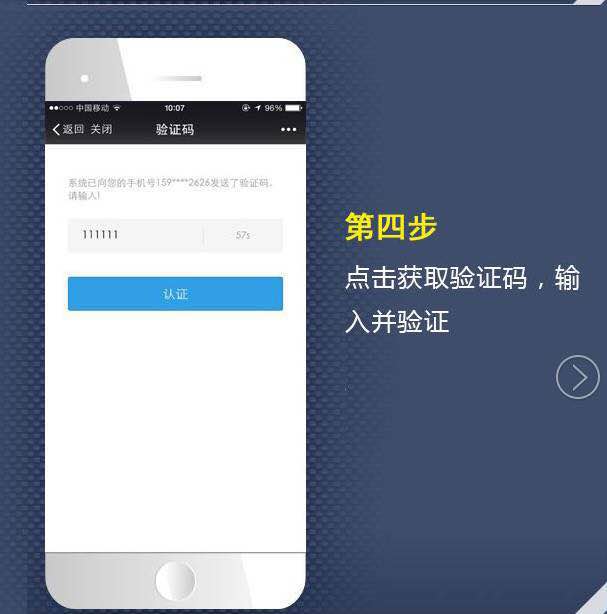 中国移动 10:07 96%
返回 关闭 验证码
系统已向您的手机号159****2626发送了验证码，
请输入!
111111 57s
认证
第四步
点击获取验证码，输
入并验证